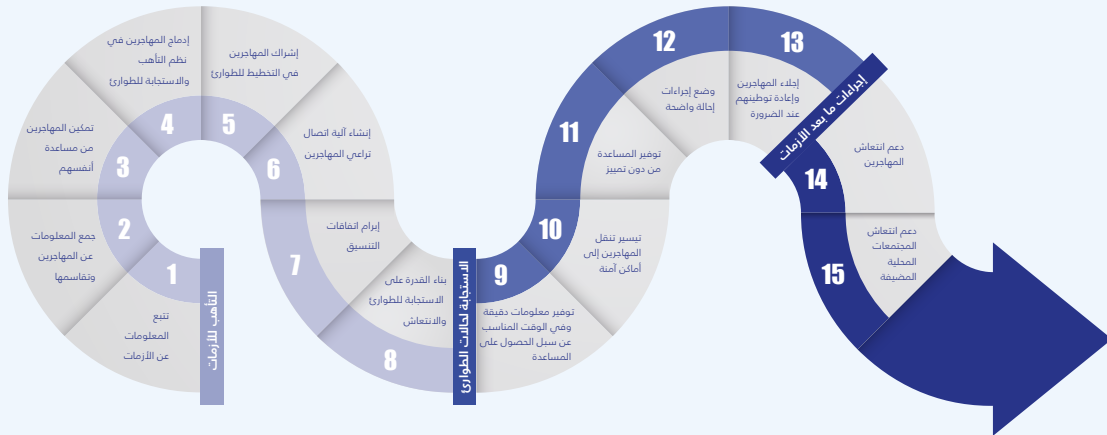 التأهب للأزمات
1
تتبع
المعلومات
عن الأزمات
2
جمع المعلومات
عن المهاجرين
وتقاسمها
3
تمكين المهاجرين
من مساعدة
أنفسهم
4
إدماج المهاجرين في
نظم التأهب
والاستجابة للطوارئ
5
إشراك المهاجرين
في التخطيط للطوارئ
6
إنشاء آلية اتصال
تراعي المهاجرين
7
إبرام اتفاقات
التنسيق
8
بناء القدرة على
الاستجابة للطوارئ
والانتعاش
الاستجابة لحالات الطوارئ
9
توفير معلومات دقيقة
وفي الوقت المناسب
عن سبل الحصول على
المساعدة
10
تيسير تنقل
المهاجرين إلى
أماكن آمنة
11
توفير المساعدة
من دون تمييز
12
وضع إجراءات
إحالة واضحة
13
إجلاء المهاجرين
وإعادة توطينهم
عند الضرورة
إجراءات ما بعد الأزمات
14
دعم انتعاش
المهاجرين
15
دعم انتعاش
المجتمعات
المحلية
المضيفة